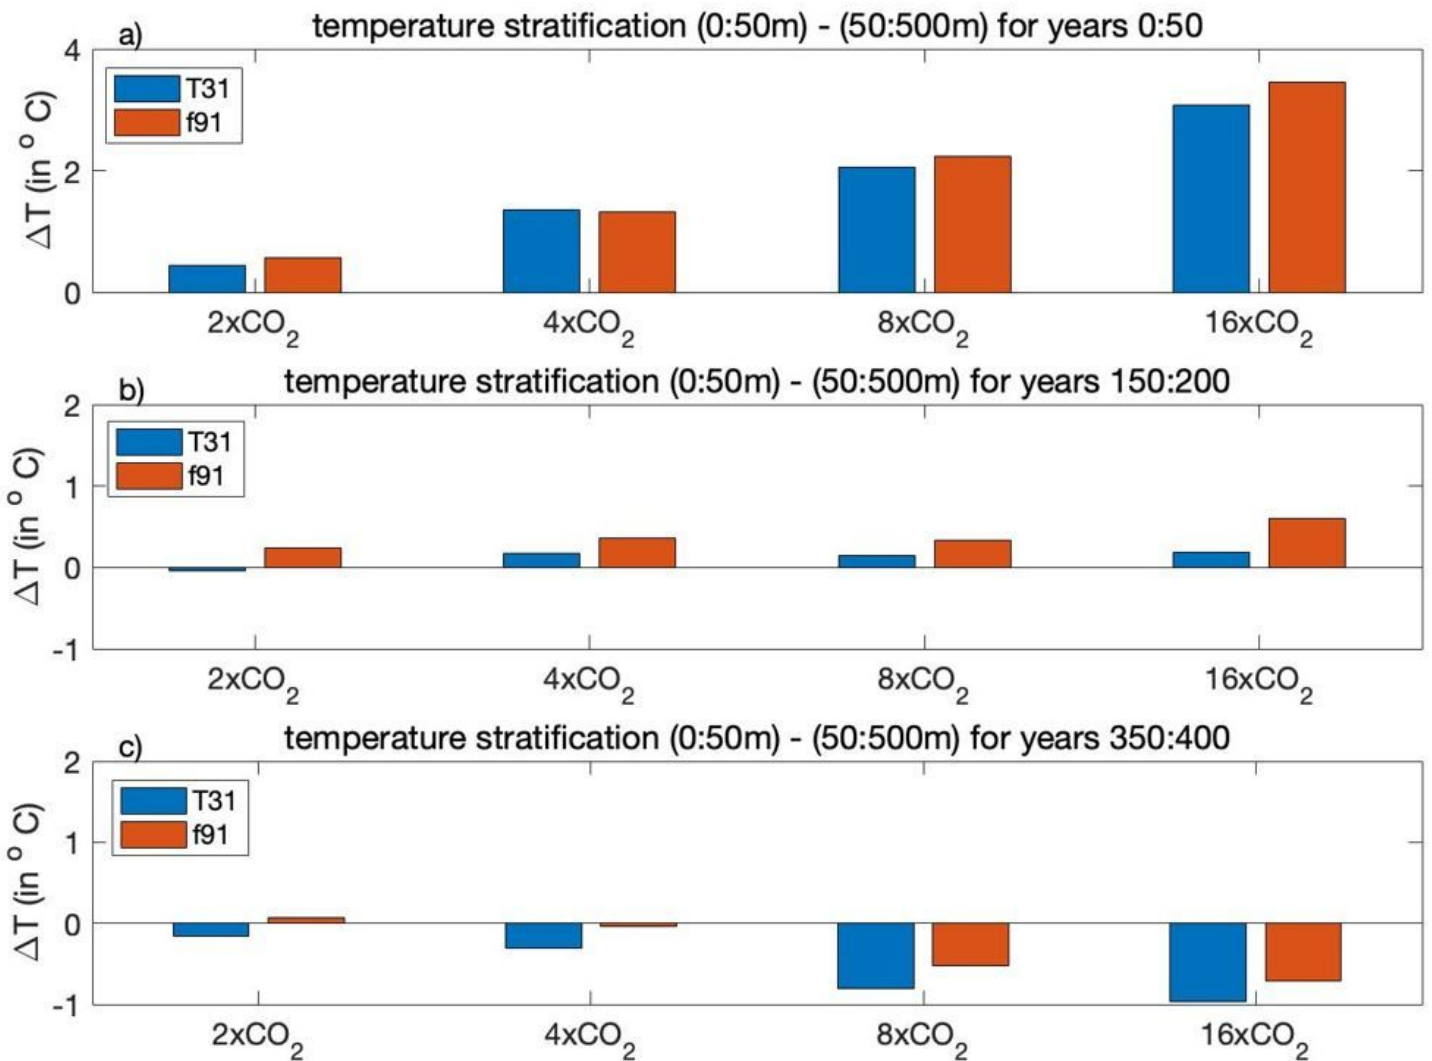 a) temperature stratification (0:50m) - (50:500m) for years 0:50
4
T31
f91
ΔT (in ° C)
2
0
2xCO₂ 4xCO₂ 8xCO₂ 16xCO₂
b) temperature stratification (0:50m) - (50:500m) for years 150:200
2
T31
f91
ΔT (in ° C)
1
0
-1
2xCO₂ 4xCO₂ 8xCO₂ 16xCO₂
c) temperature stratification (0:50m) - (50:500m) for years 350:400
2
T31
f91
ΔT (in ° C)
1
0
-1
2xCO₂ 4xCO₂ 8xCO₂ 16xCO₂